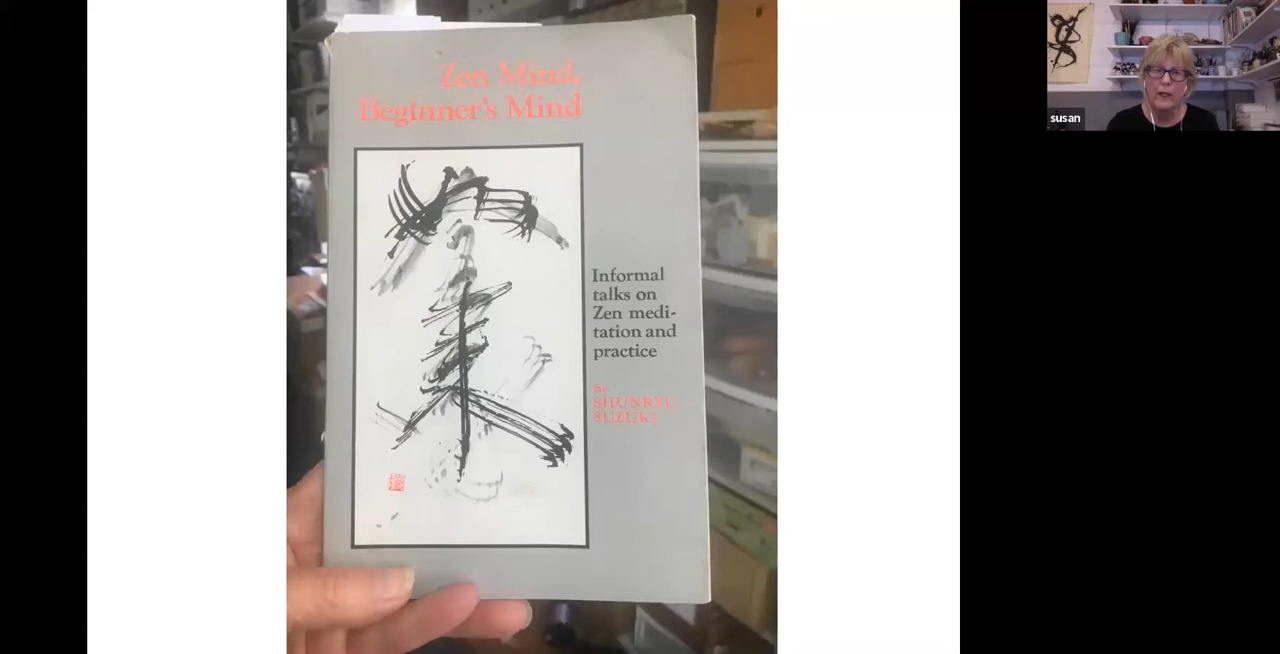 Zen Mind,
Beginner's Mind
Informal
talks on
Zen medi-
tation and
practice
by
SHUNRYU
SUZUKI
susan